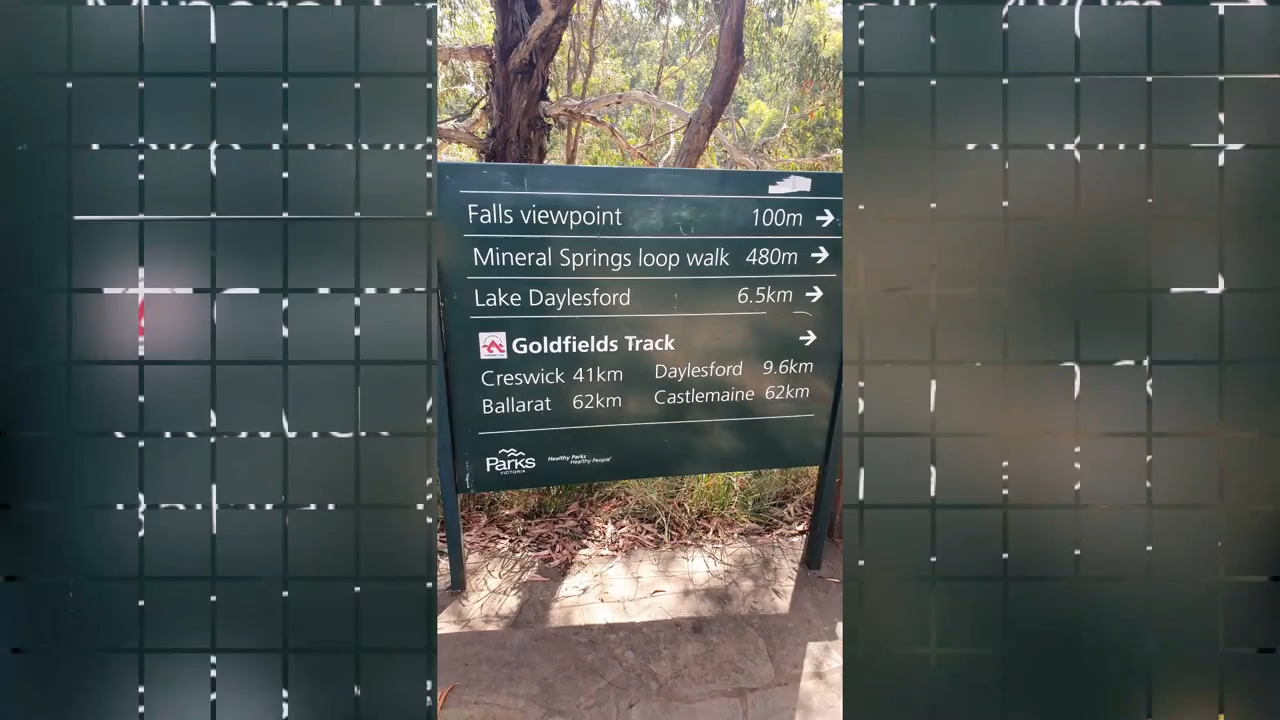 Falls viewpoint 100m →
Mineral Springs loop walk 480m →
Lake Daylesford 6.5km →
Goldfields Track →
Creswick 41km Daylesford 9.6km
Ballarat 62km Castlemaine 62km
Parks VICTORIA Healthy Parks Healthy People